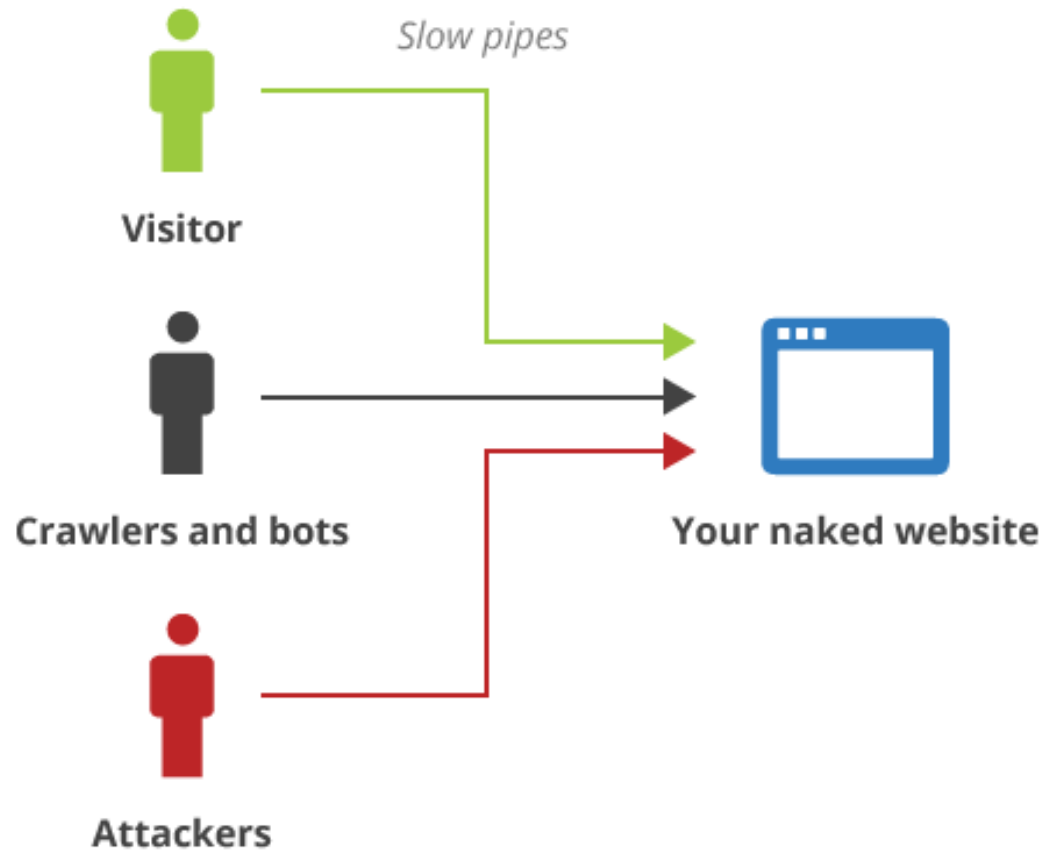 Slow pipes
Visitor
Crawlers and bots
Your naked website
Attackers